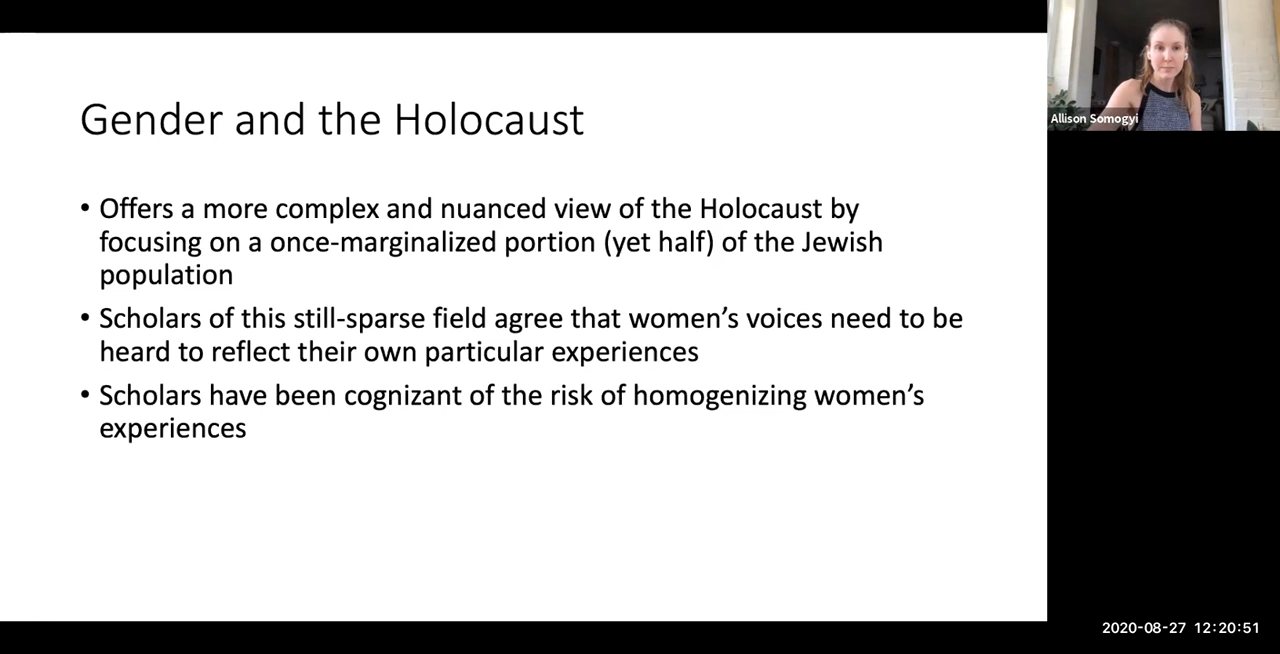 Gender and the Holocaust
• Offers a more complex and nuanced view of the Holocaust by
focusing on a once-marginalized portion (yet half) of the Jewish
population
• Scholars of this still-sparse field agree that women’s voices need to be
heard to reflect their own particular experiences
• Scholars have been cognizant of the risk of homogenizing women’s
experiences
Allison Somogyi
2020-08-27 12:20:51